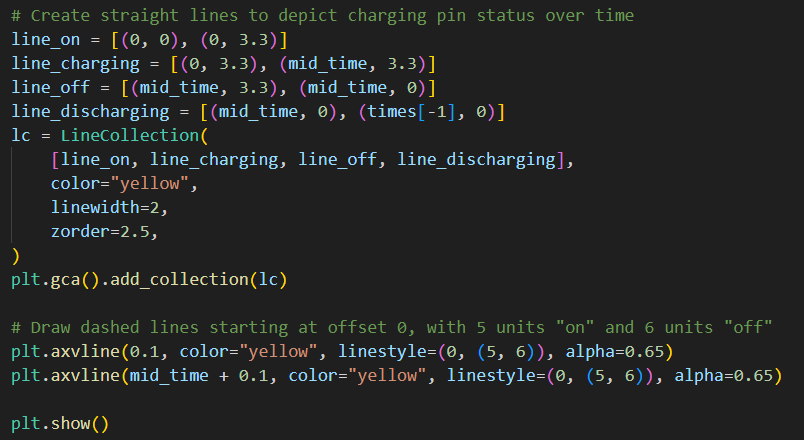 # Create straight lines to depict charging pin status over time
line_on = [(0, 0), (0, 3.3)]
line_charging = [(0, 3.3), (mid_time, 3.3)]
line_off = [(mid_time, 3.3), (mid_time, 0)]
line_discharging = [(mid_time, 0), (times[-1], 0)]
lc = LineCollection(
    [line_on, line_charging, line_off, line_discharging],
    color="yellow",
    linewidth=2,
    zorder=2.5,
)
plt.gca().add_collection(lc)

# Draw dashed lines starting at offset 0, with 5 units "on" and 6 units "off"
plt.axvline(0.1, color="yellow", linestyle=(0, (5, 6)), alpha=0.65)
plt.axvline(mid_time + 0.1, color="yellow", linestyle=(0, (5, 6)), alpha=0.65)

plt.show()